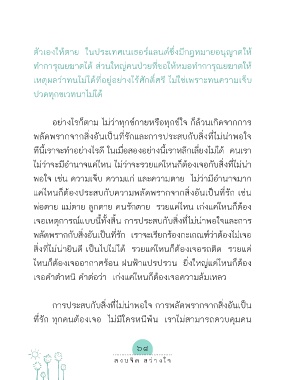 ตัวเองให้ตาย ในประเทศเนเธอร์แลนด์ซึ่งมีกฎหมายอนุญาตให้
ทำการุณยฆาตได้ ส่วนใหญ่คนป่วยที่ขอให้หมอทำการุณยฆาตให้
เหตุผลว่าทนไม่ได้ที่อยู่อย่างไร้ศักดิ์ศรี ไม่ใช่เพราะทนความเจ็บ
ปวดทุกขเวทนาไม่ได้
อย่างไรก็ตาม ไม่ว่าทุกข์กายหรือทุกข์ใจ ก็ล้วนเกิดจากการ
พลัดพรากจากสิ่งอันเป็นที่รักและการประสบกับสิ่งที่ไม่น่าพอใจ
ทีนี้เราจะทำอย่างไรดี ในเมื่อสองอย่างนี้เราหลีกเลี่ยงไม่ได้ คนเรา
ไม่ว่าจะมีอำนาจแค่ไหน ไม่ว่าจะรวยแค่ไหนก็ต้องเจอกับสิ่งที่ไม่น่า
พอใจ เช่น ความเจ็บ ความแก่ และความตาย ไม่ว่ามีอำนาจมาก
แค่ไหนก็ต้องประสบกับความพลัดพรากจากสิ่งอันเป็นที่รัก เช่น
พ่อตาย แม่ตาย ลูกตาย คนรักตาย รวยแค่ไหน เก่งแค่ไหนก็ต้อง
เจอเหตุการณ์แบบนี้ทั้งสิ้น การประสบกับสิ่งที่ไม่น่าพอใจและการ
พลัดพรากกับสิ่งอันเป็นที่รัก เราจะเรียกร้องกะเกณฑ์ว่าต้องไม่เจอ
สิ่งที่ไม่น่ายินดี เป็นไปไม่ได้ รวยแค่ไหนก็ต้องเจอรถติด รวยแค่
ไหนก็ต้องเจออากาศร้อน ฝนฟ้าแปรปรวน ยิ่งใหญ่แค่ไหนก็ต้อง
เจอคำตำหนิ คำต่อว่า เก่งแค่ไหนก็ต้องเจอความล้มเหลว
การประสบกับสิ่งที่ไม่น่าพอใจ การพลัดพรากจากสิ่งอันเป็น
ที่รัก ทุกคนต้องเจอ ไม่มีใครหนีพ้น เราไม่สามารถควบคุมคน
๖๘
สงบจิต สว่างใจ